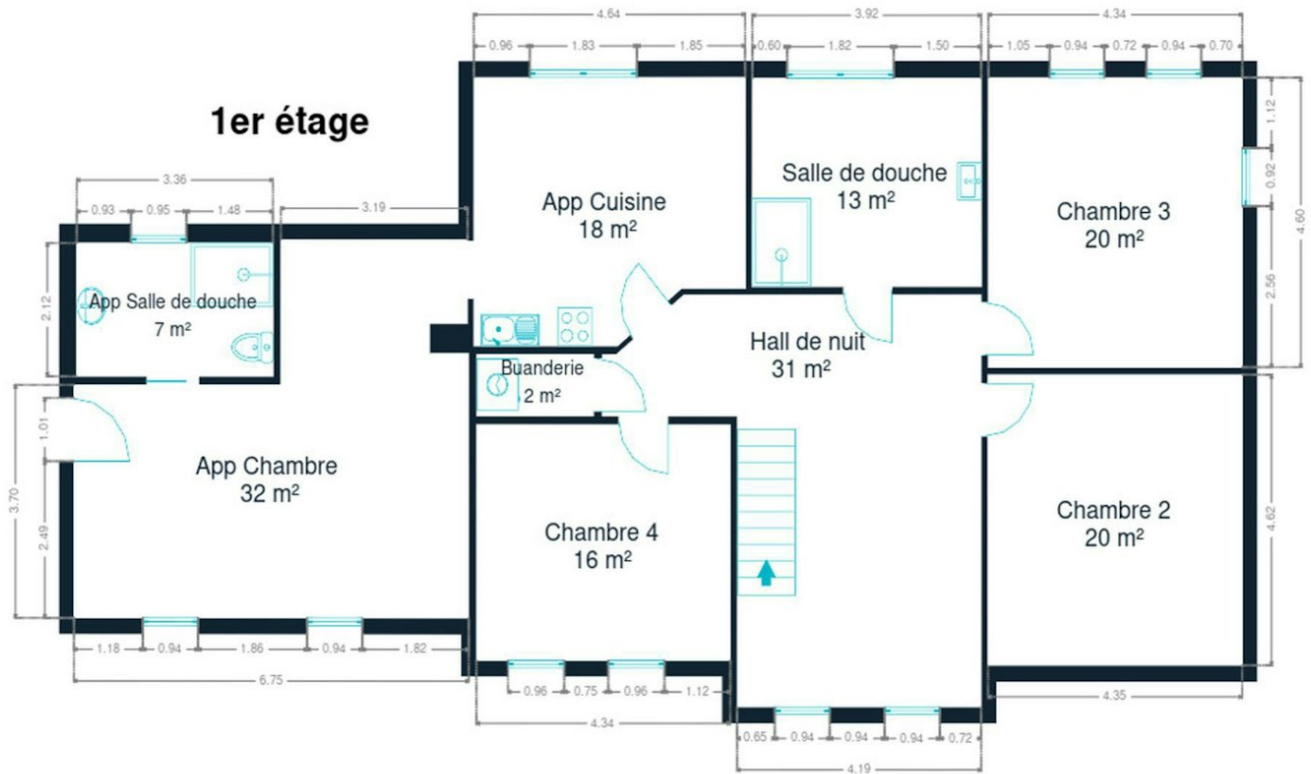 4.64
3.92
4.34
0.96
1.83
1.85
0.60
1.82
1.50
1.05
0.94
0.72
0.94
0.70
1er étage
1.12
0.92
2.56
4.60
3.36
0.93
0.95
1.48
3.19
App Cuisine
18 m²
Salle de douche
13 m²
Chambre 3
20 m²
2.12
App Salle de douche
7 m²
Hall de nuit
31 m²
Buanderie
2 m²
1.01
3.70
2.49
App Chambre
32 m²
Chambre 4
16 m²
Chambre 2
20 m²
4.62
1.18
0.94
1.86
0.94
1.82
6.75
0.96
0.75
0.96
1.12
4.34
4.35
0.65
0.94
0.94
0.94
0.72
4.19